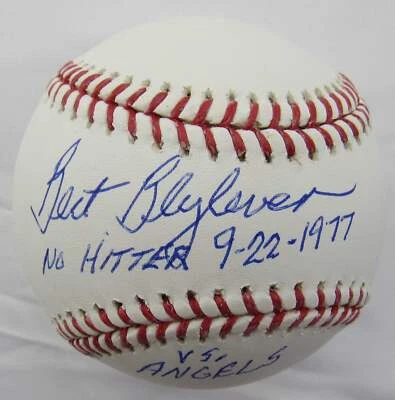 Bert Blyleven
NO HITTER 9-22-1977
VS.
ANGELS